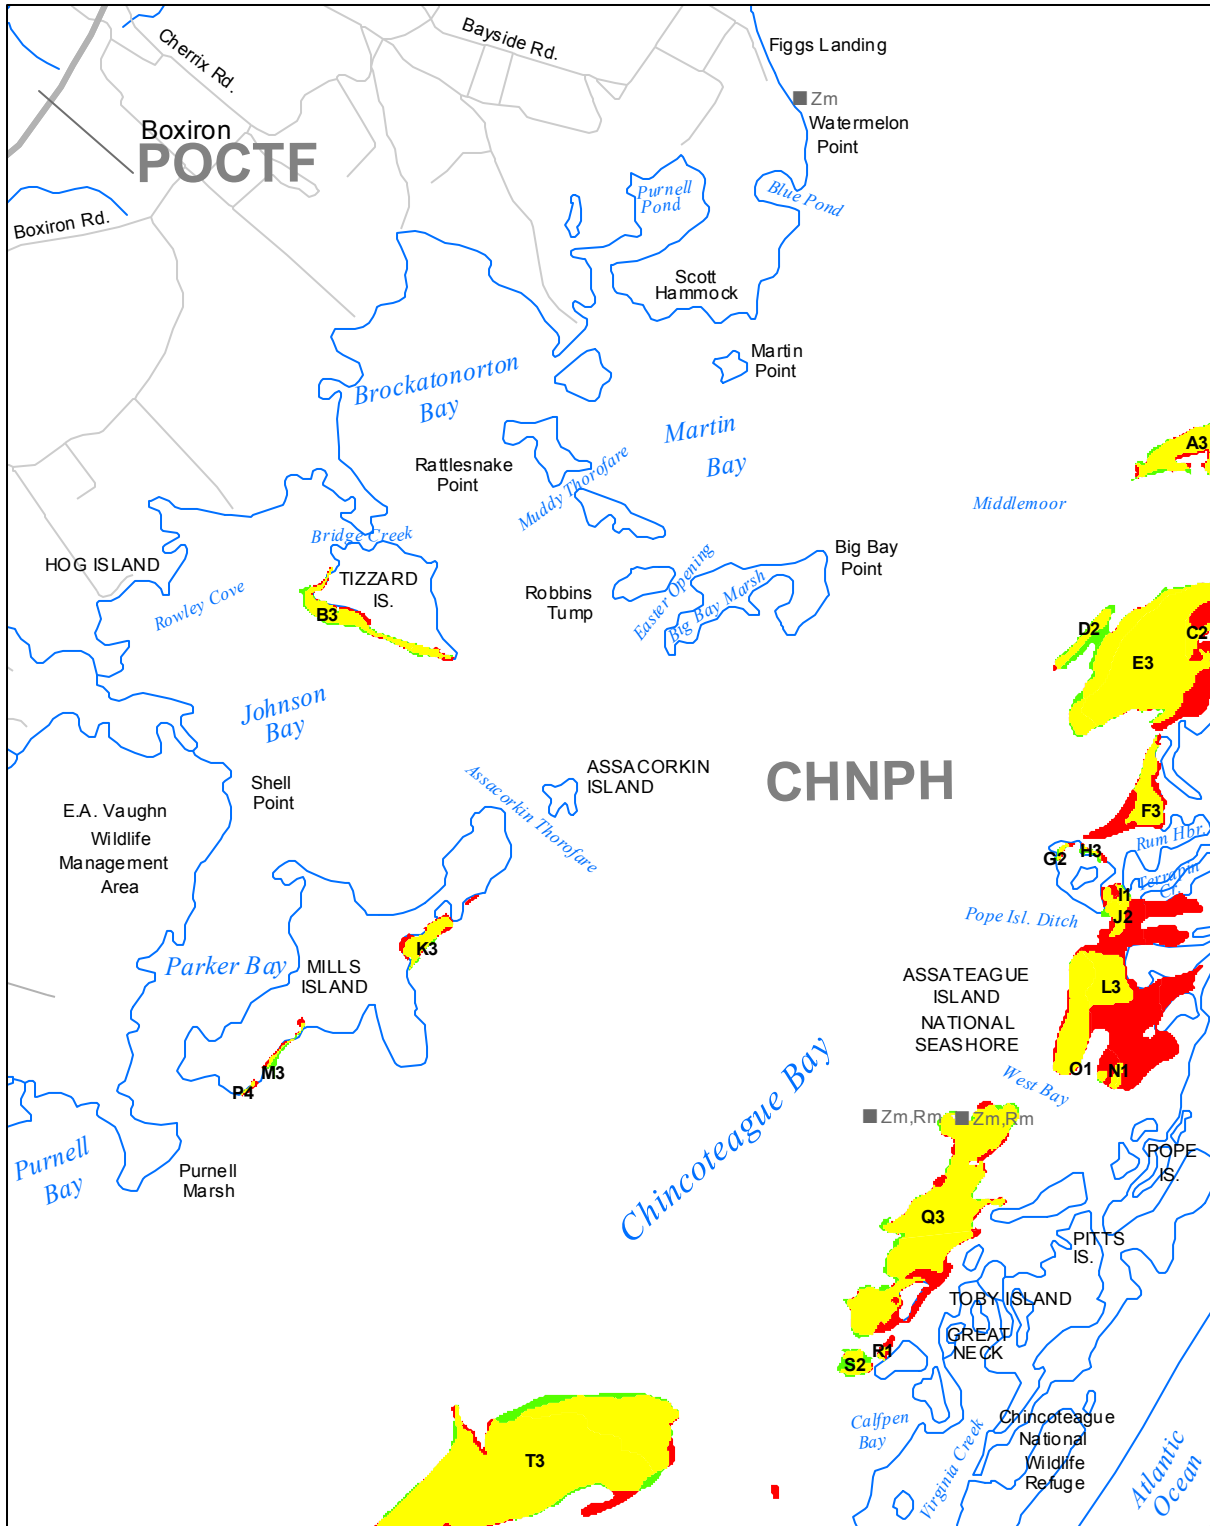 Cherrix Rd.
Bayside Rd.
Figgs Landing
Zm
Watermelon
Point
Boxiron
POCTF
Boxiron Rd.
Purnell
Pond
Blue Pond
Scott
Hammock
Martin
Point
Brockatonorton
Bay
Martin
Bay
A3
Rattlesnake
Point
Muddy Thorofare
Middlemoor
Bridge Creek
HOG ISLAND
TIZZARD
IS.
Rowley Cove
B3
Robbins
Tump
Easter Opening
Big Bay Marsh
Big Bay
Point
D2
C2
E3
Johnson
Bay
Shell
Point
Assacorkin Thorofare
ASSACORKIN
ISLAND
CHNPH
E.A. Vaughn
Wildlife
Management
Area
F3
Rum Hbr.
G2
H3
Terrapin
Cr.
I1
J2
Pope Isl. Ditch
K3
Parker Bay
MILLS
ISLAND
ASSATEAGUE
ISLAND
NATIONAL
SEASHORE
L3
M3
P4
O1
N1
West Bay
Chincoteague Bay
Zm,Rm
Zm,Rm
Purnell
Bay
Purnell
Marsh
POPE
IS.
Q3
PITTS
IS.
TOBY ISLAND
GREAT
NECK
R1
S2
Calfpen
Bay
Virginia Creek
Chincoteague
National
Wildlife
Refuge
Atlantic
Ocean
T3